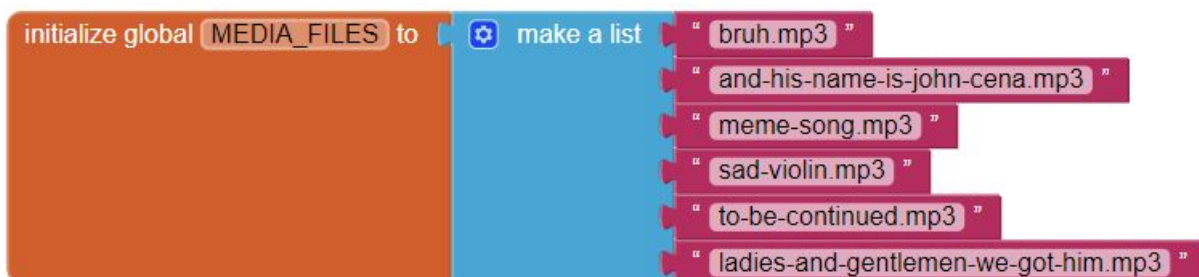 initialize global MEDIA_FILES to make a list " bruh.mp3 "
" and-his-name-is-john-cena.mp3 "
" meme-song.mp3 "
" sad-violin.mp3 "
" to-be-continued.mp3 "
" ladies-and-gentlemen-we-got-him.mp3 "